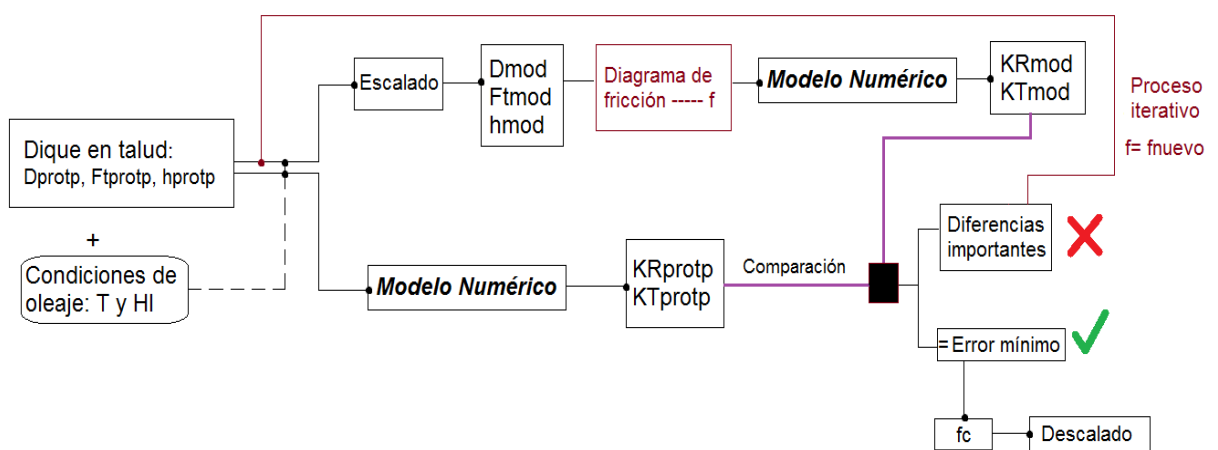 Dique en talud:
Dprotp, Ftprotp, hprotp
+
Condiciones de
oleaje: T y HI
Escalado
Dmod
Ftmod
hmod
Diagrama de
fricción ----- f
Modelo Numérico
KRmod
KTmod
Proceso
iterativo
f= fnuevo
Modelo Numérico
KRprotp
KTprotp
Comparación
Diferencias
importantes
= Error mínimo
fc
Descalado